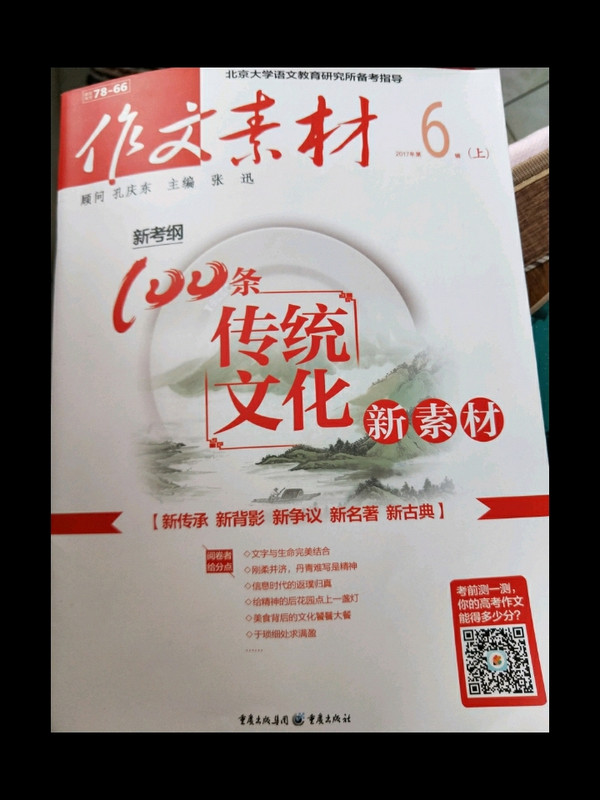 北京大学语文教育研究所备考指导
78-66
作文素材
2017年第6辑(上)
顾问 孔庆东 主编 张迅
新考纲
100条
传统
文化
新素材
【新传承 新背影 新争议 新名著 新古典】
阅卷者
给分点
◇文字与生命完美结合
◇刚柔并济,丹青难写是精神
◇信息时代的返璞归真
◇给精神的后花园点上一盏灯
◇美食背后的文化饕餮大餐
◇于琐细处求满盈
……
考前测一测,
你的高考作文
能得多少分?
重庆出版集团 重庆出版社